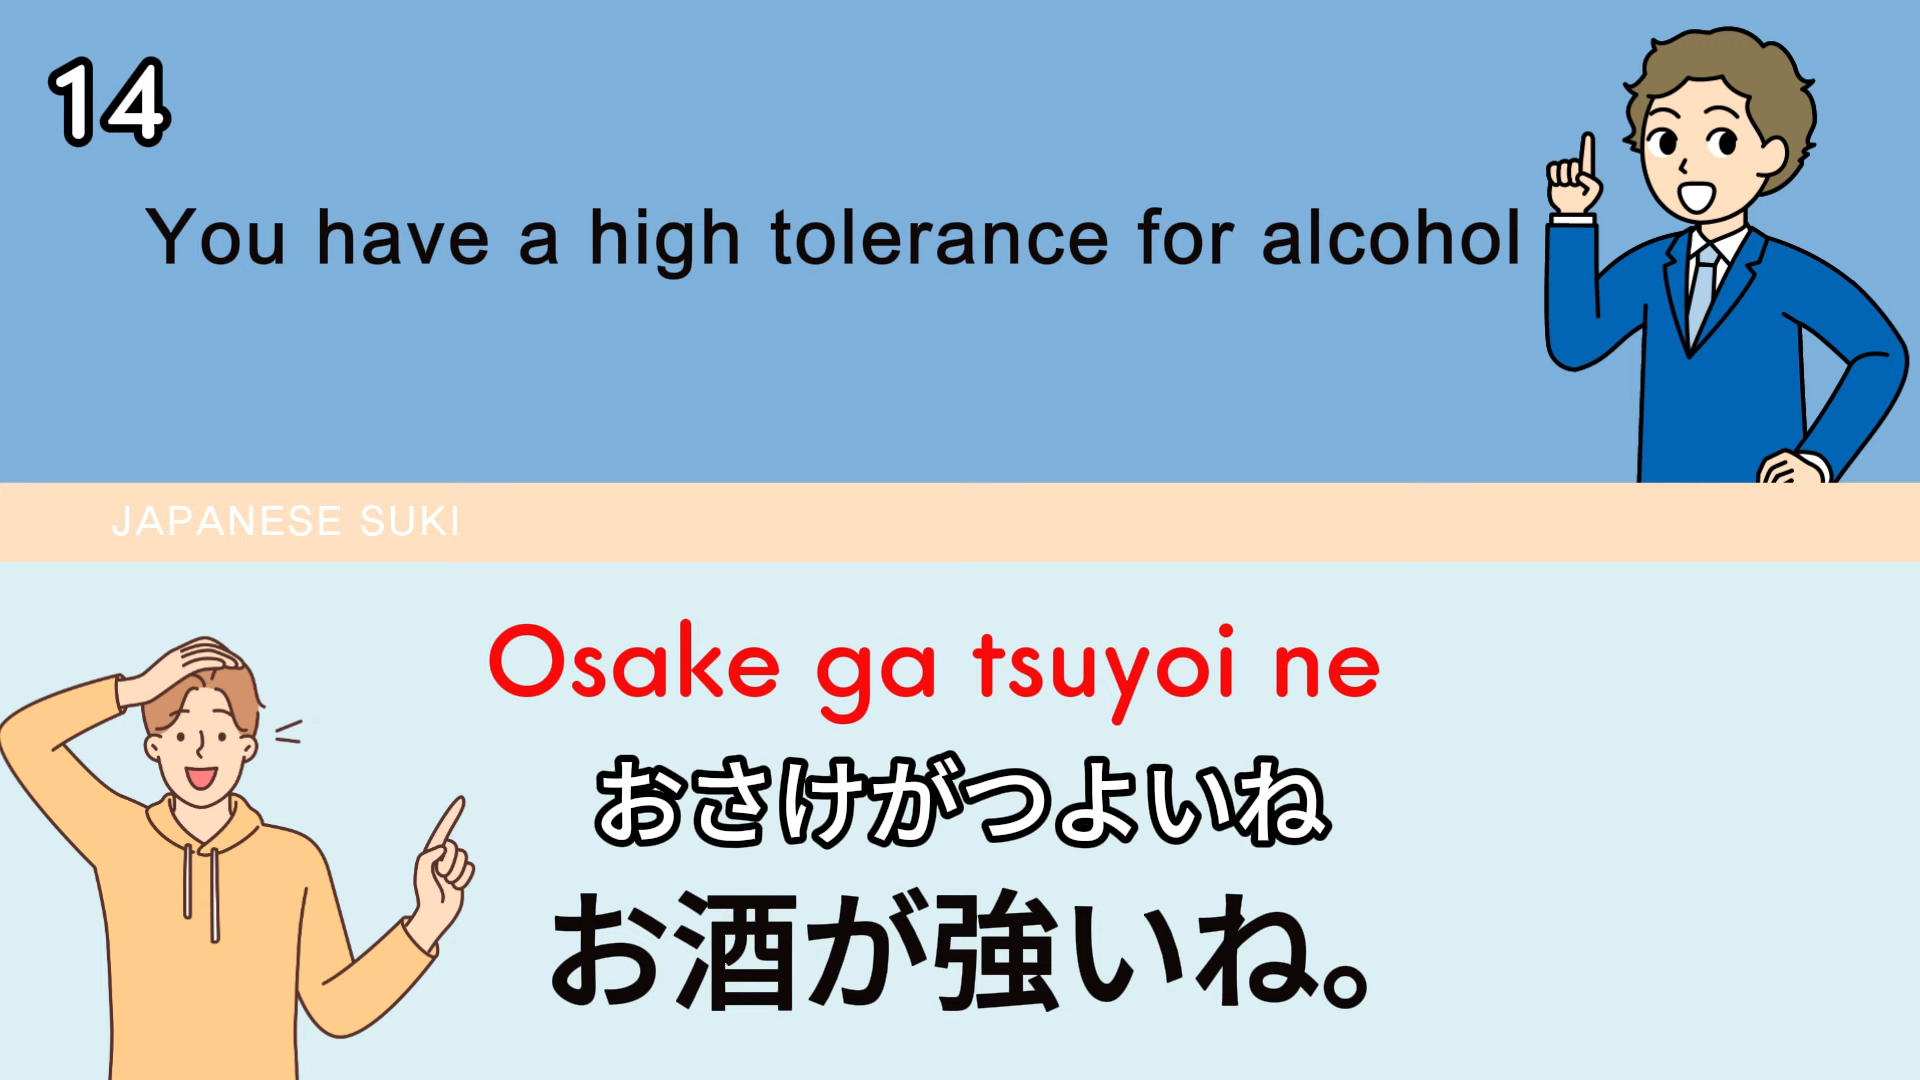 14
You have a high tolerance for alcohol
JAPANESE SUKI
Osake ga tsuyoi ne
おさけがつよいね
お酒が強いね。